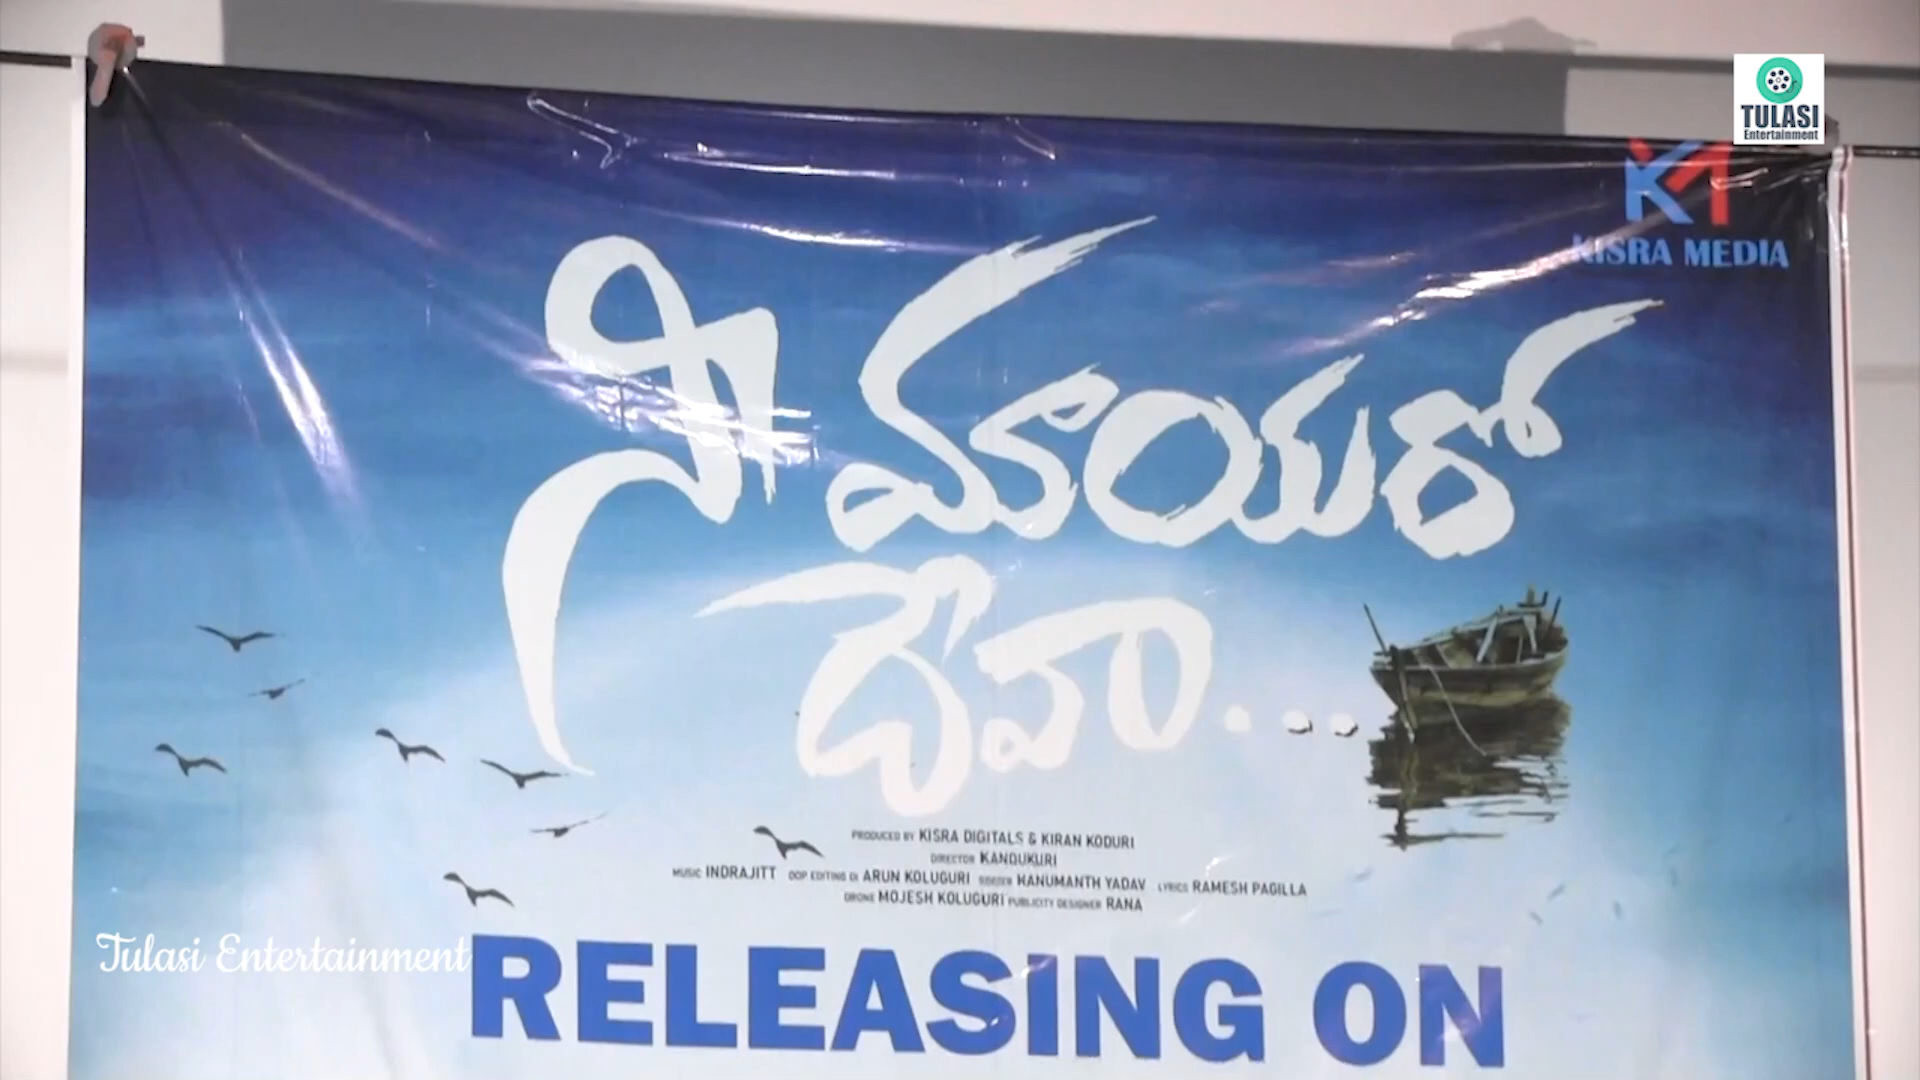 TULASI
Entertainment
KISRA MEDIA
నీ మాయరో
దేవా...
PRODUCED BY KISRA DIGITALS & KIRAN KODURI
DIRECTOR KANDUKURI
MUSIC INDRAJITT DOP EDITING DI ARUN KOLUGURI HANUMANTH YADAV LYRICS RAMESH PAGILLA
DRONE MOJESH KOLUGURI PUBLICITY DESIGNER RANA
Tulasi Entertainment
RELEASING ON